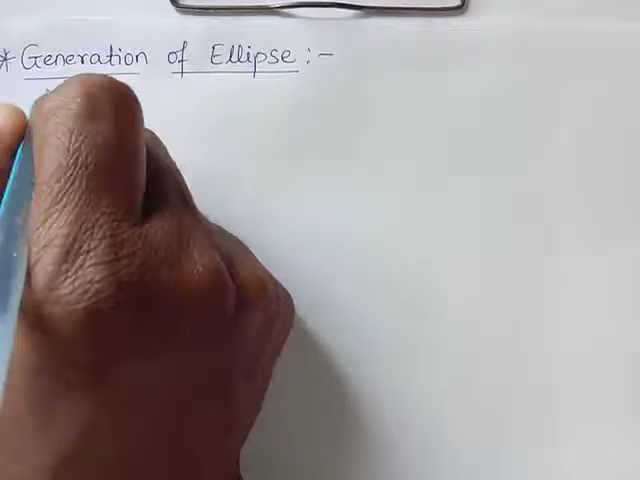 * Generation of Ellipse :-